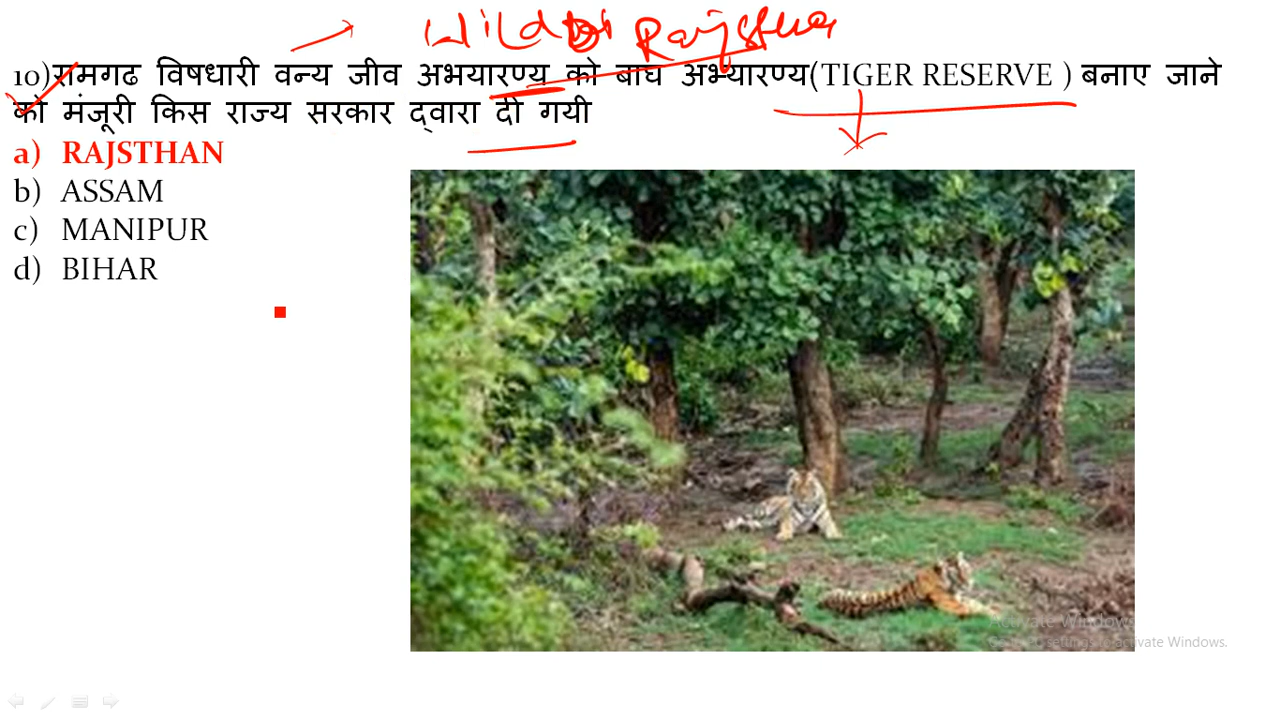 Rajsthan
10)रामगढ विषधारी वन्य जीव अभयारण्य को बाघ अभ्यारण्य(TIGER RESERVE ) बनाए जाने
को मंजूरी किस राज्य सरकार द्वारा दी गयी
a) RAJSTHAN
b) ASSAM
c) MANIPUR
d) BIHAR
Activate Windows
Go to PC settings to activate Windows.